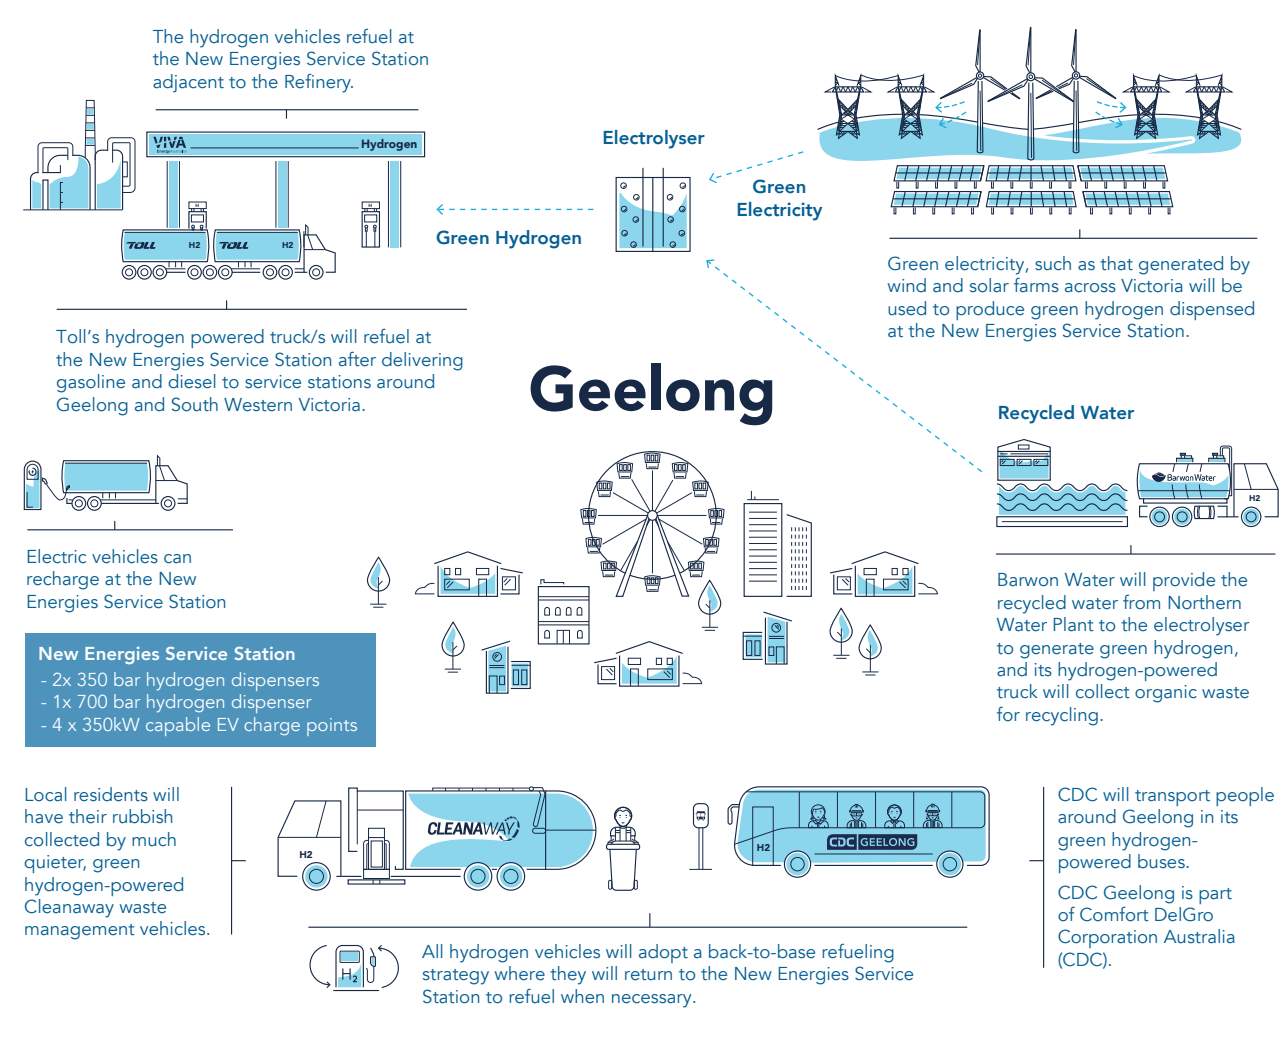 The hydrogen vehicles refuel at
the New Energies Service Station
adjacent to the Refinery.
VIVA
Hydrogen
H
H
TOLL
H2
TOLL
H2
Electrolyser
Green
Electricity
Green Hydrogen
Green electricity, such as that generated by
wind and solar farms across Victoria will be
used to produce green hydrogen dispensed
at the New Energies Service Station.
Toll's hydrogen powered truck/s will refuel at
the New Energies Service Station after delivering
gasoline and diesel to service stations around
Geelong and South Western Victoria.
Geelong
Recycled Water
BarwonWater
H2
Electric vehicles can
recharge at the New
Energies Service Station
Barwon Water will provide the
recycled water from Northern
Water Plant to the electrolyser
to generate green hydrogen,
and its hydrogen-powered
truck will collect organic waste
for recycling.
New Energies Service Station
- 2x 350 bar hydrogen dispensers
- 1x 700 bar hydrogen dispenser
- 4 x 350kW capable EV charge points
Local residents will
have their rubbish
collected by much
quieter, green
hydrogen-powered
Cleanaway waste
management vehicles.
H2
CLEANAWAY
H2
CDC GEELONG
CDC will transport people
around Geelong in its
green hydrogen-
powered buses.
CDC Geelong is part
of Comfort DelGro
Corporation Australia
(CDC).
H2
All hydrogen vehicles will adopt a back-to-base refueling
strategy where they will return to the New Energies Service
Station to refuel when necessary.